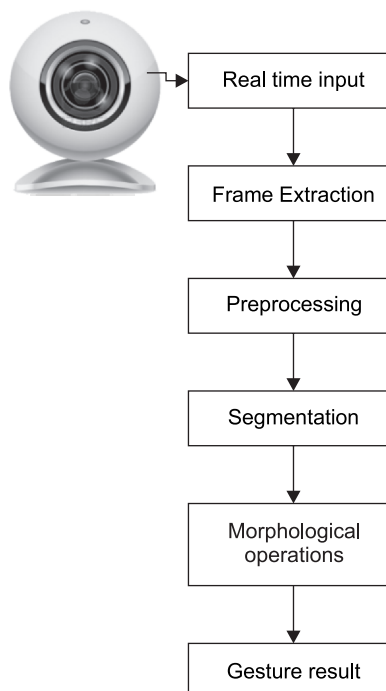 Real time input
Frame Extraction
Preprocessing
Segmentation
Morphological
operations
Gesture result